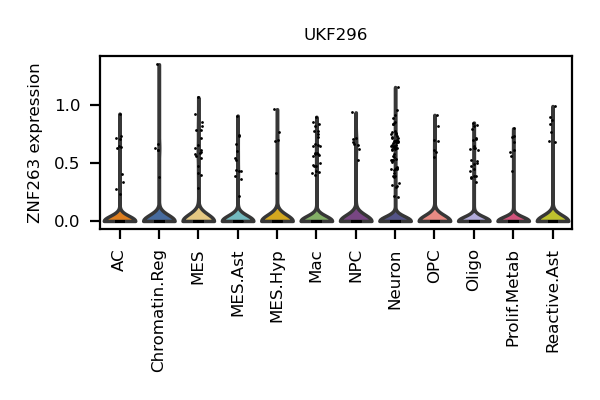 UKF296
ZNF263 expression
1.0
0.5
0.0
AC
Chromatin.Reg
MES
MES.Ast
MES.Hyp
Mac
NPC
Neuron
OPC
Oligo
Prolif.Metab
Reactive.Ast